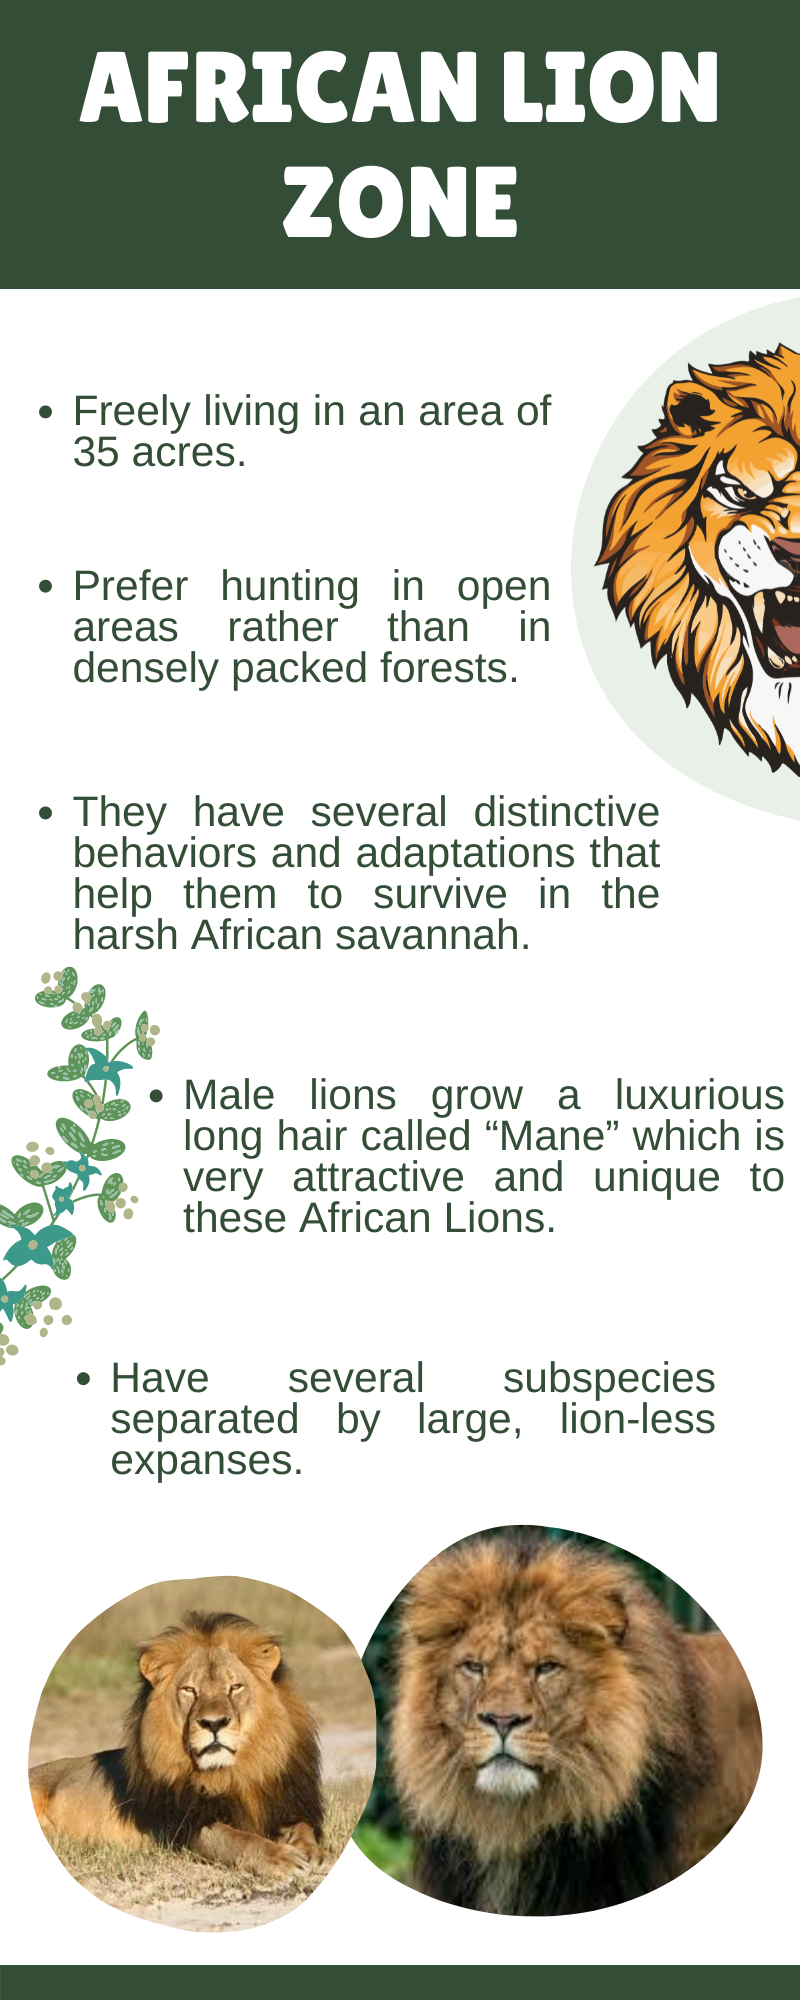 AFRICAN LION
ZONE
• Freely living in an area of
35 acres.
• Prefer hunting in open
areas rather than in
densely packed forests.
• They have several distinctive
behaviors and adaptations that
help them to survive in the
harsh African savannah.
• Male lions grow a luxurious
long hair called “Mane” which is
very attractive and unique to
these African Lions.
• Have several subspecies
separated by large, lion-less
expanses.